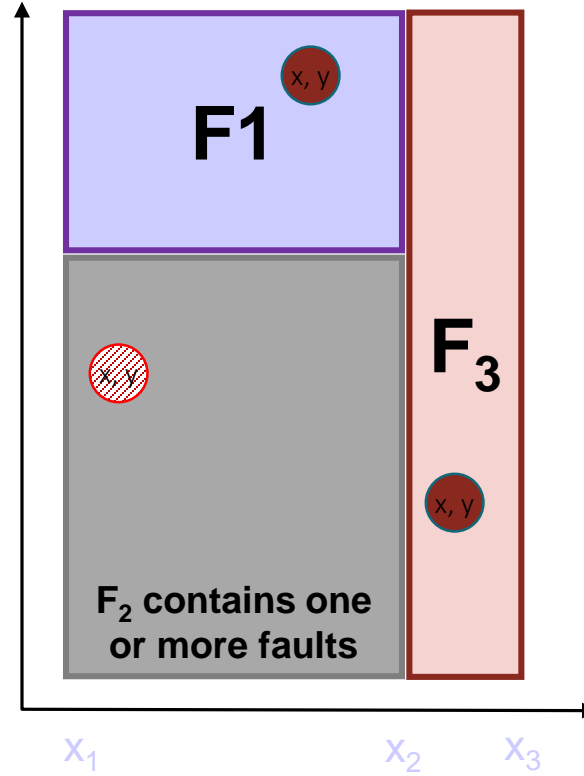 x, y
F1
F3
x, y
x, y
F2 contains one
or more faults
x1
x2
x3